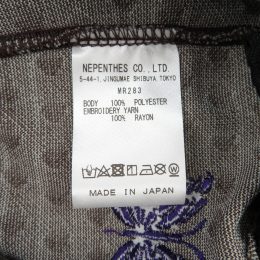 NEPENTHES CO., LTD.
5-44-1, JINGUMAE SHIBUYA, TOKYO
MR283
BODY 100% POLYESTER
EMBROIDERY YARN
100% RAYON
MADE IN JAPAN